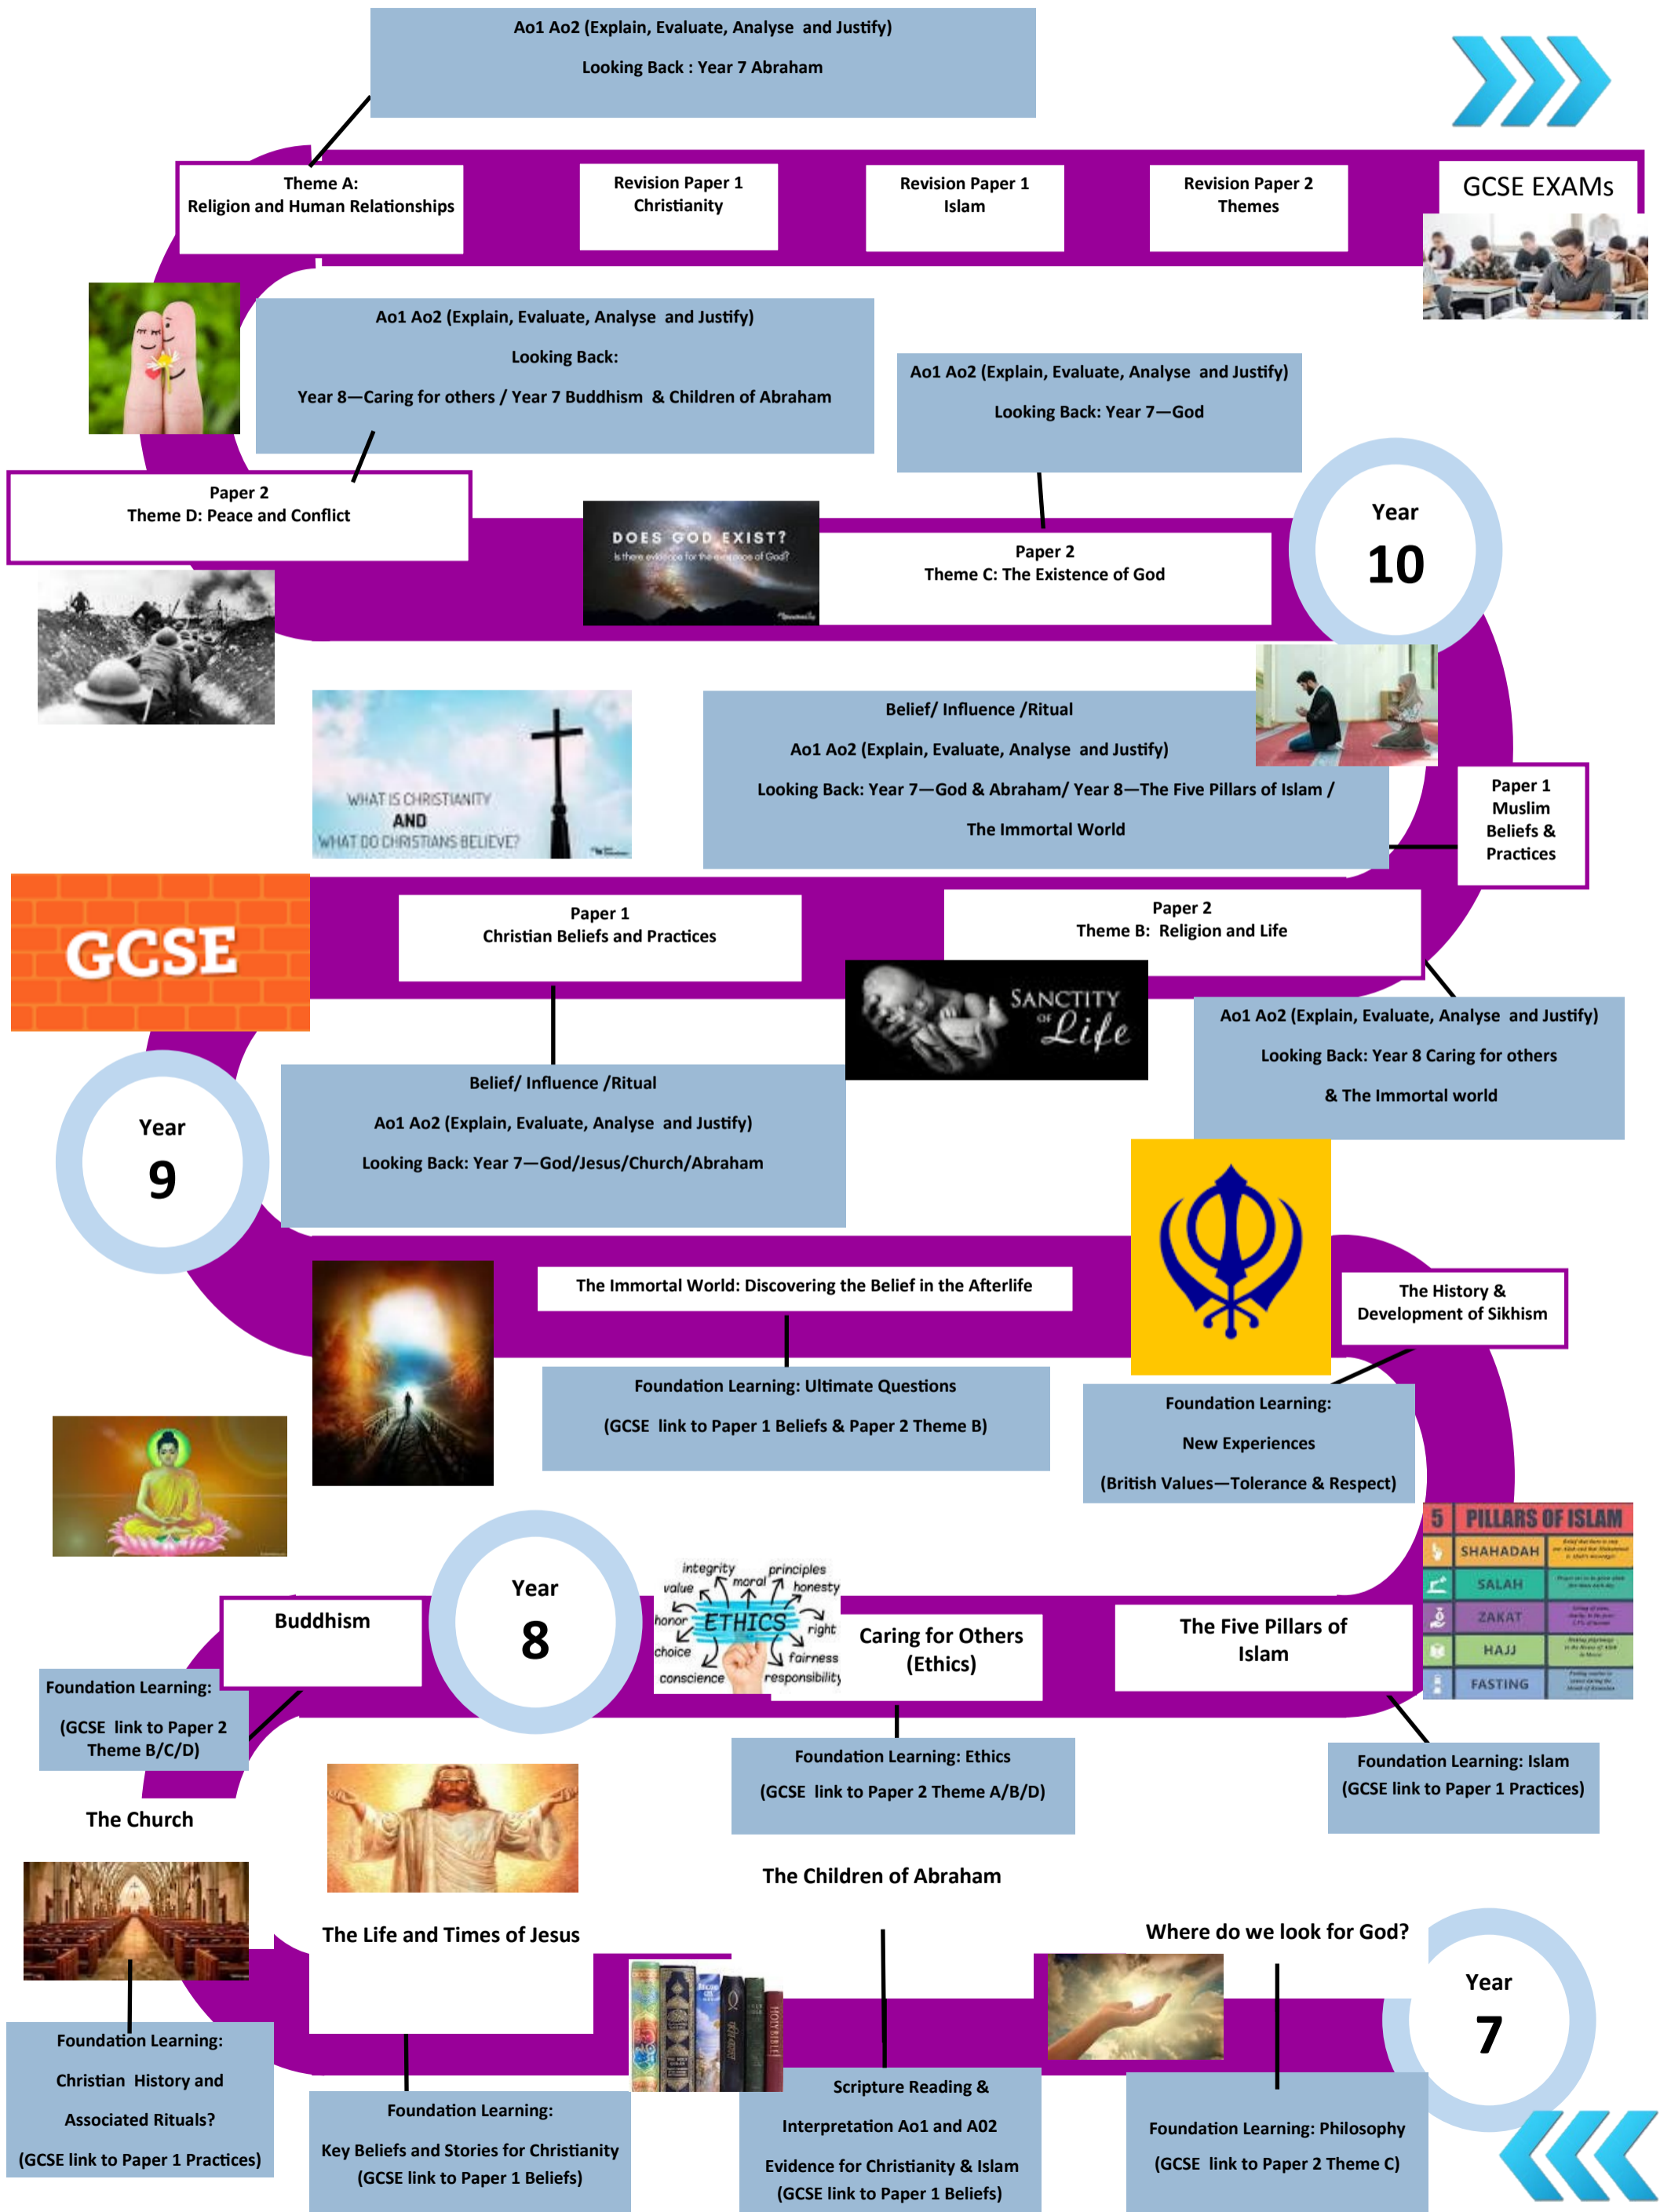 Ao1 Ao2 (Explain, Evaluate, Analyse and Justify)
Looking Back : Year 7 Abraham
Theme A:
Religion and Human Relationships
Revision Paper 1
Christianity
Revision Paper 1
Islam
Revision Paper 2
Themes
GCSE EXAMs
Ao1 Ao2 (Explain, Evaluate, Analyse and Justify)
Looking Back:
Year 8—Caring for others / Year 7 Buddhism & Children of Abraham
Ao1 Ao2 (Explain, Evaluate, Analyse and Justify)
Looking Back: Year 7—God
Paper 2
Theme D: Peace and Conflict
DOES GOD EXIST?
Is there evidence for the existence of God?
Paper 2
Theme C: The Existence of God
Year
10
WHAT IS CHRISTIANITY
AND
WHAT DO CHRISTIANS BELIEVE?
Belief/ Influence /Ritual
Ao1 Ao2 (Explain, Evaluate, Analyse and Justify)
Looking Back: Year 7—God & Abraham/ Year 8—The Five Pillars of Islam /
The Immortal World
Paper 1
Muslim
Beliefs &
Practices
GCSE
Paper 1
Christian Beliefs and Practices
Paper 2
Theme B: Religion and Life
SANCTITY
OF
Life
Ao1 Ao2 (Explain, Evaluate, Analyse and Justify)
Looking Back: Year 8 Caring for others
& The Immortal world
Year
9
Belief/ Influence /Ritual
Ao1 Ao2 (Explain, Evaluate, Analyse and Justify)
Looking Back: Year 7—God/Jesus/Church/Abraham
The Immortal World: Discovering the Belief in the Afterlife
The History &
Development of Sikhism
Foundation Learning: Ultimate Questions
(GCSE link to Paper 1 Beliefs & Paper 2 Theme B)
Foundation Learning:
New Experiences
(British Values—Tolerance & Respect)
5 PILLARS OF ISLAM
SHAHADAH
SALAH
ZAKAT
HAJJ
FASTING
Buddhism
Year
8
integrity
principles
value
moral
honesty
honor
ETHICS
right
choice
fairness
conscience
responsibility
Caring for Others
(Ethics)
The Five Pillars of
Islam
Foundation Learning:
(GCSE link to Paper 2
Theme B/C/D)
Foundation Learning: Ethics
(GCSE link to Paper 2 Theme A/B/D)
Foundation Learning: Islam
(GCSE link to Paper 1 Practices)
The Church
The Life and Times of Jesus
The Children of Abraham
Where do we look for God?
HOLY BIBLE
Year
7
Foundation Learning:
Christian History and
Associated Rituals?
(GCSE link to Paper 1 Practices)
Foundation Learning:
Key Beliefs and Stories for Christianity
(GCSE link to Paper 1 Beliefs)
Scripture Reading &
Interpretation Ao1 and A02
Evidence for Christianity & Islam
(GCSE link to Paper 1 Beliefs)
Foundation Learning: Philosophy
(GCSE link to Paper 2 Theme C)